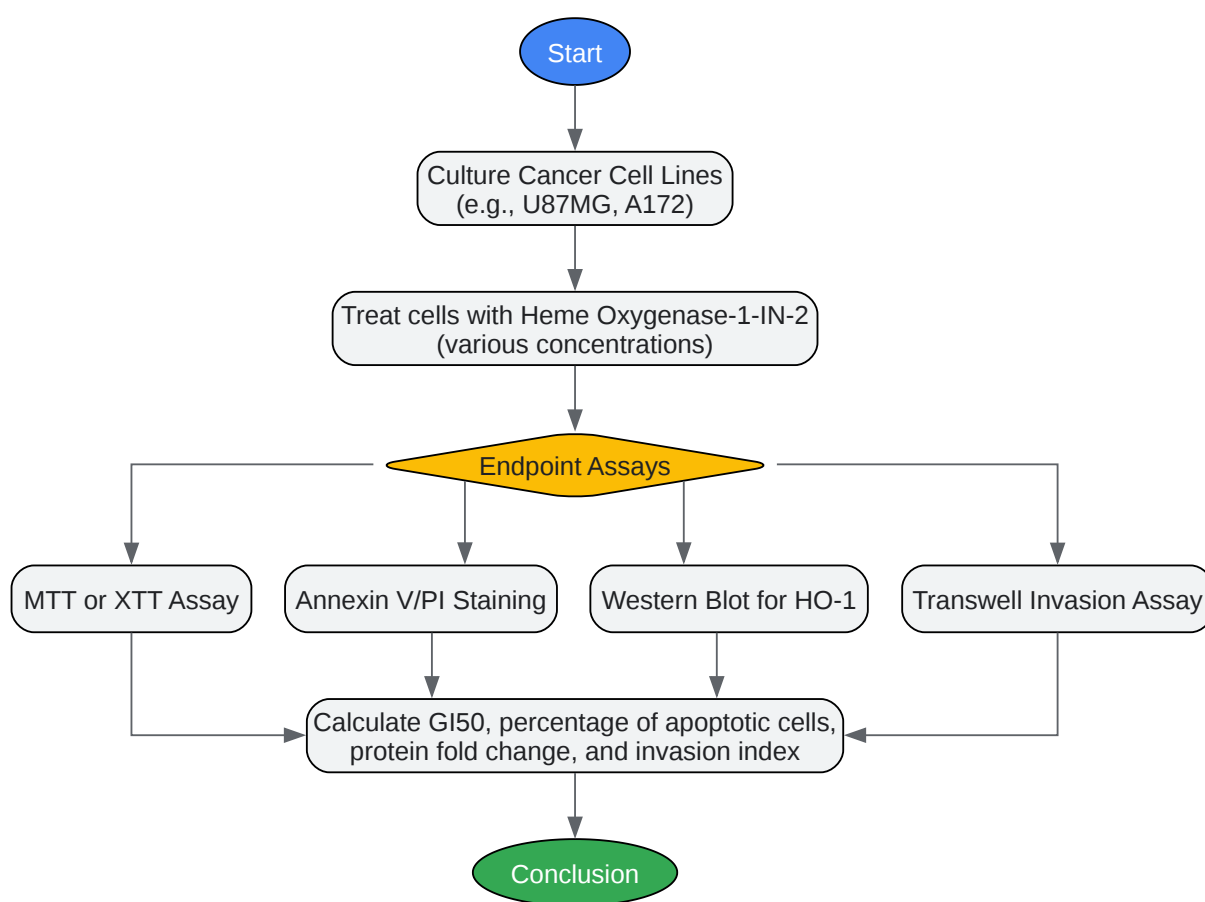 Start
Culture Cancer Cell Lines
(e.g., U87MG, A172)
Treat cells with Heme Oxygenase-1-IN-2
(various concentrations)
Endpoint Assays
MTT or XTT Assay
Annexin V/PI Staining
Western Blot for HO-1
Transwell Invasion Assay
Calculate GI50, percentage of apoptotic cells,
protein fold change, and invasion index
Conclusion